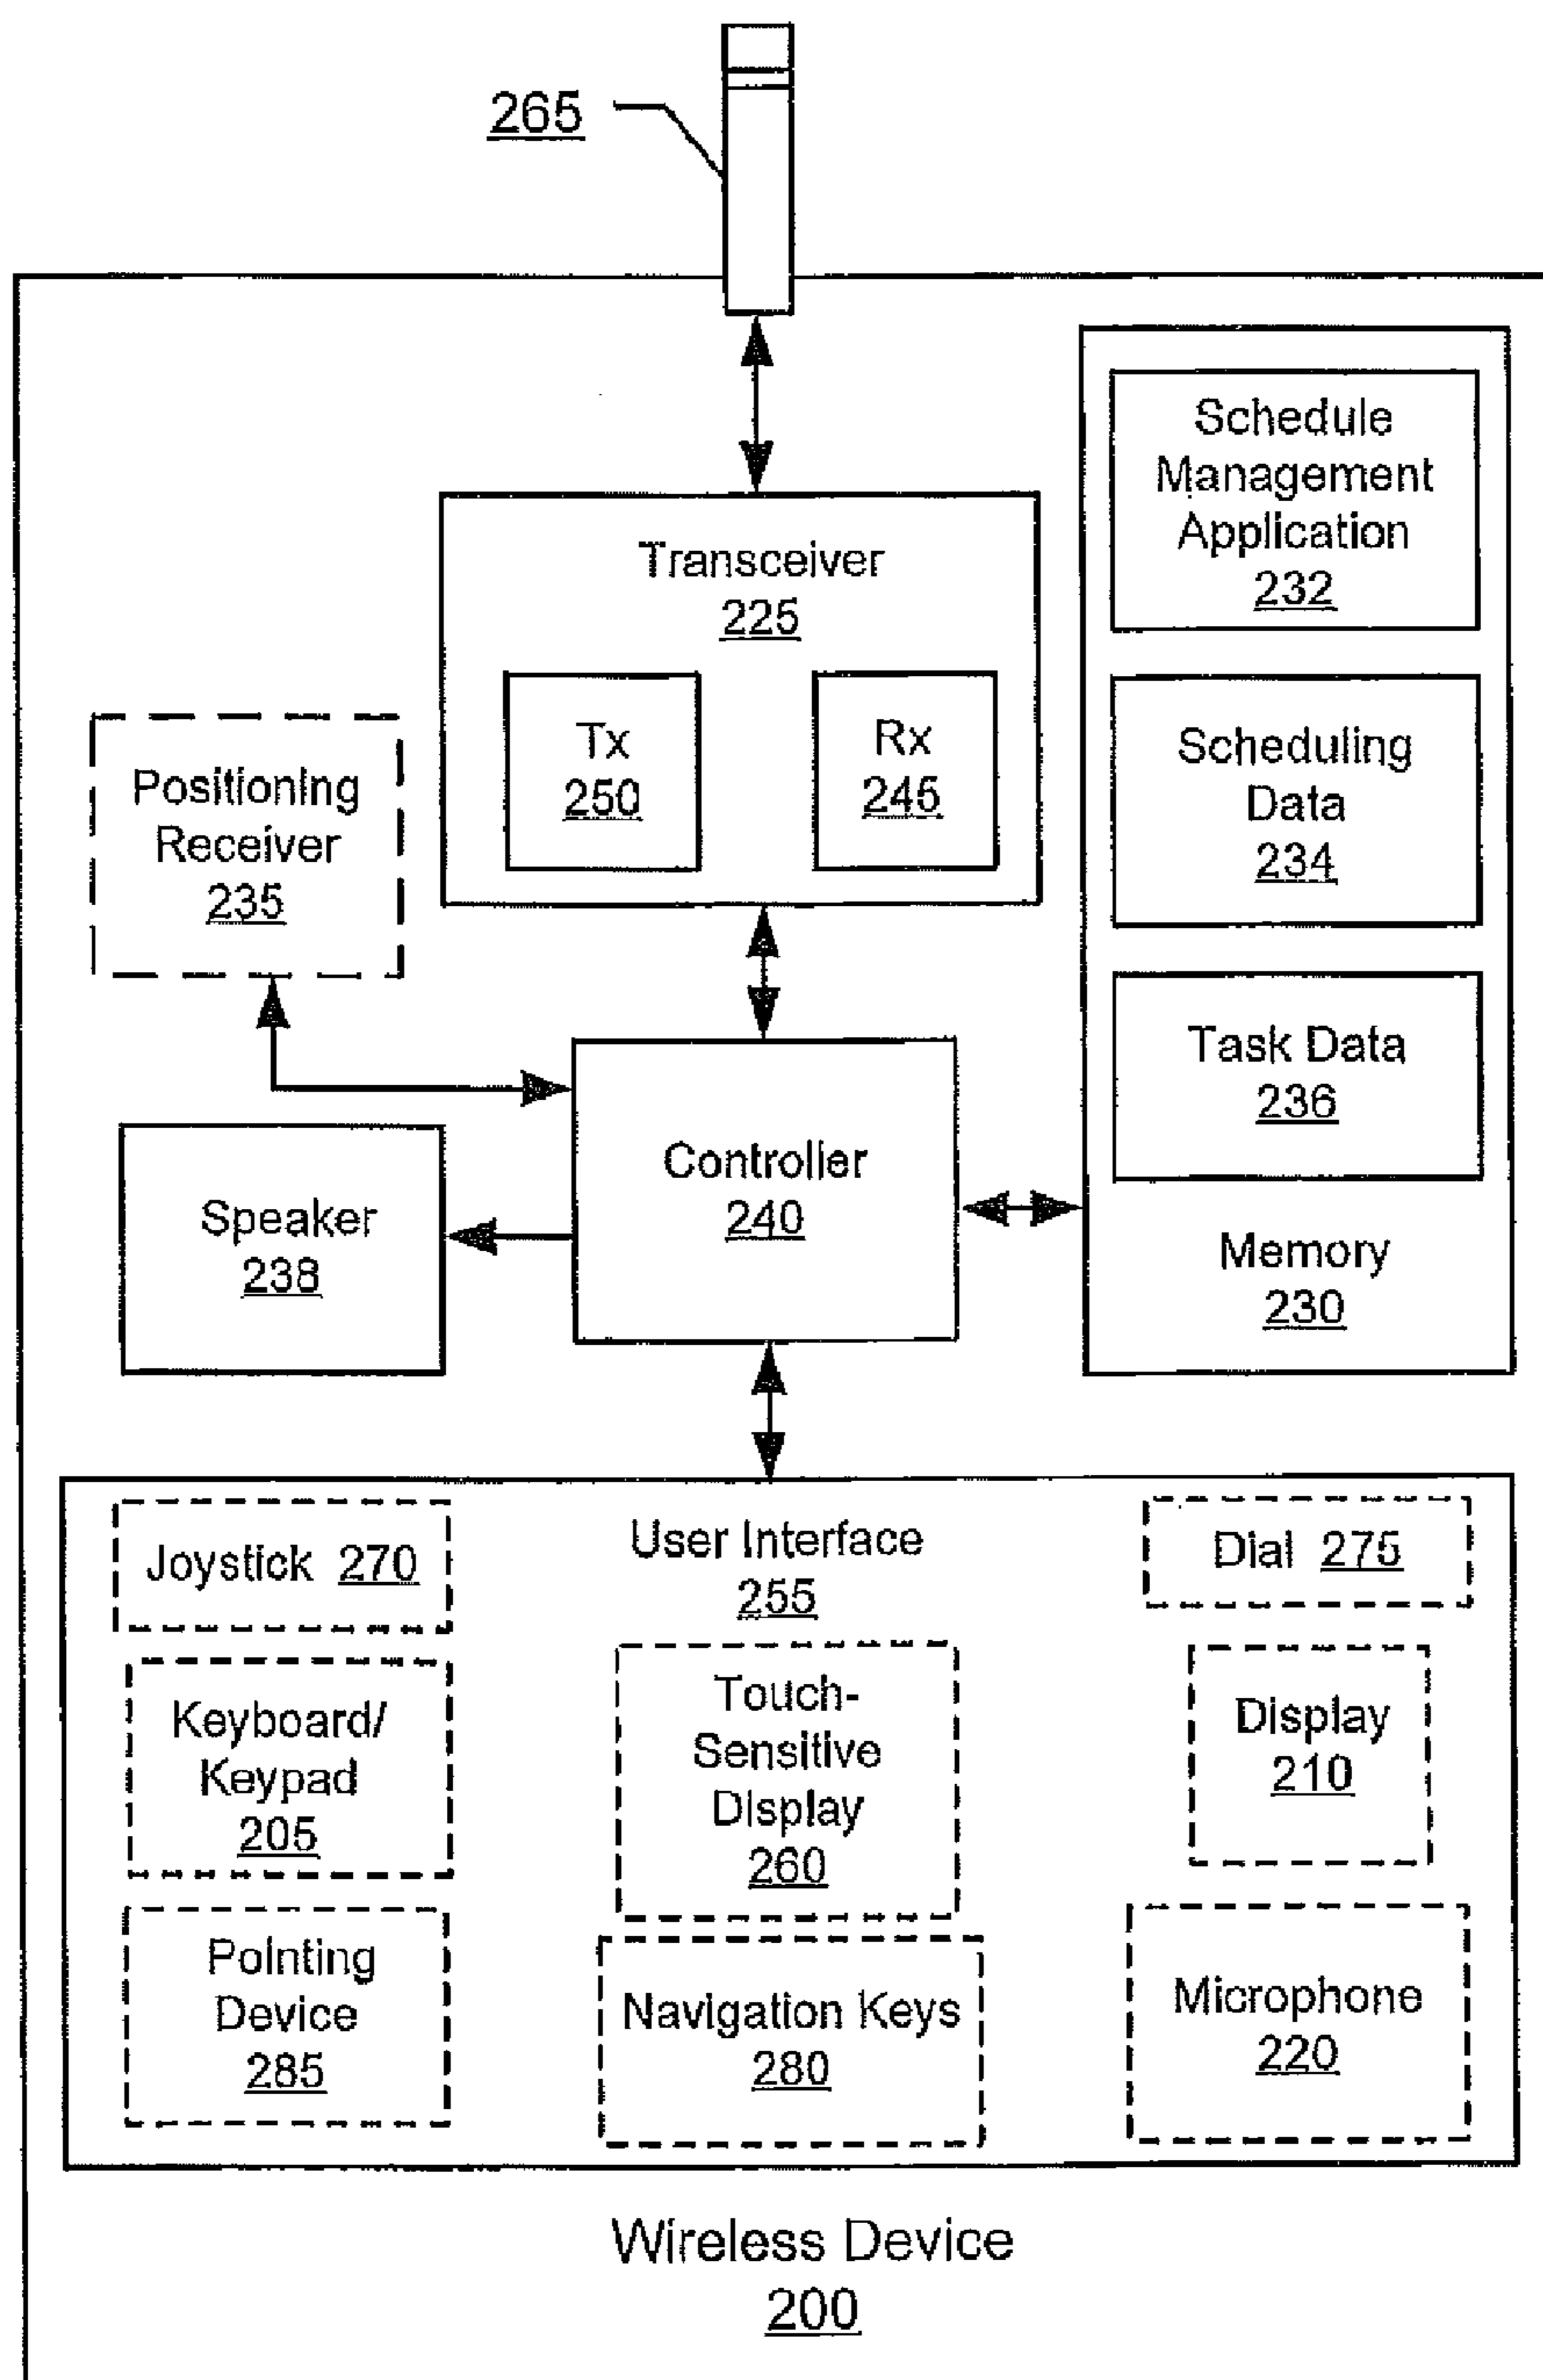 265
Schedule
Management
Application
232
Transceiver
225
Tx
250
Rx
245
Scheduling
Data
234
Positioning
Receiver
235
Task Data
236
Controller
240
Speaker
238
Memory
230
Joystick 270
User Interface
255
Dial 275
Keyboard/
Keypad
205
Touch-
Sensitive
Display
260
Display
210
Pointing
Device
285
Navigation Keys
280
Microphone
220
Wireless Device
200